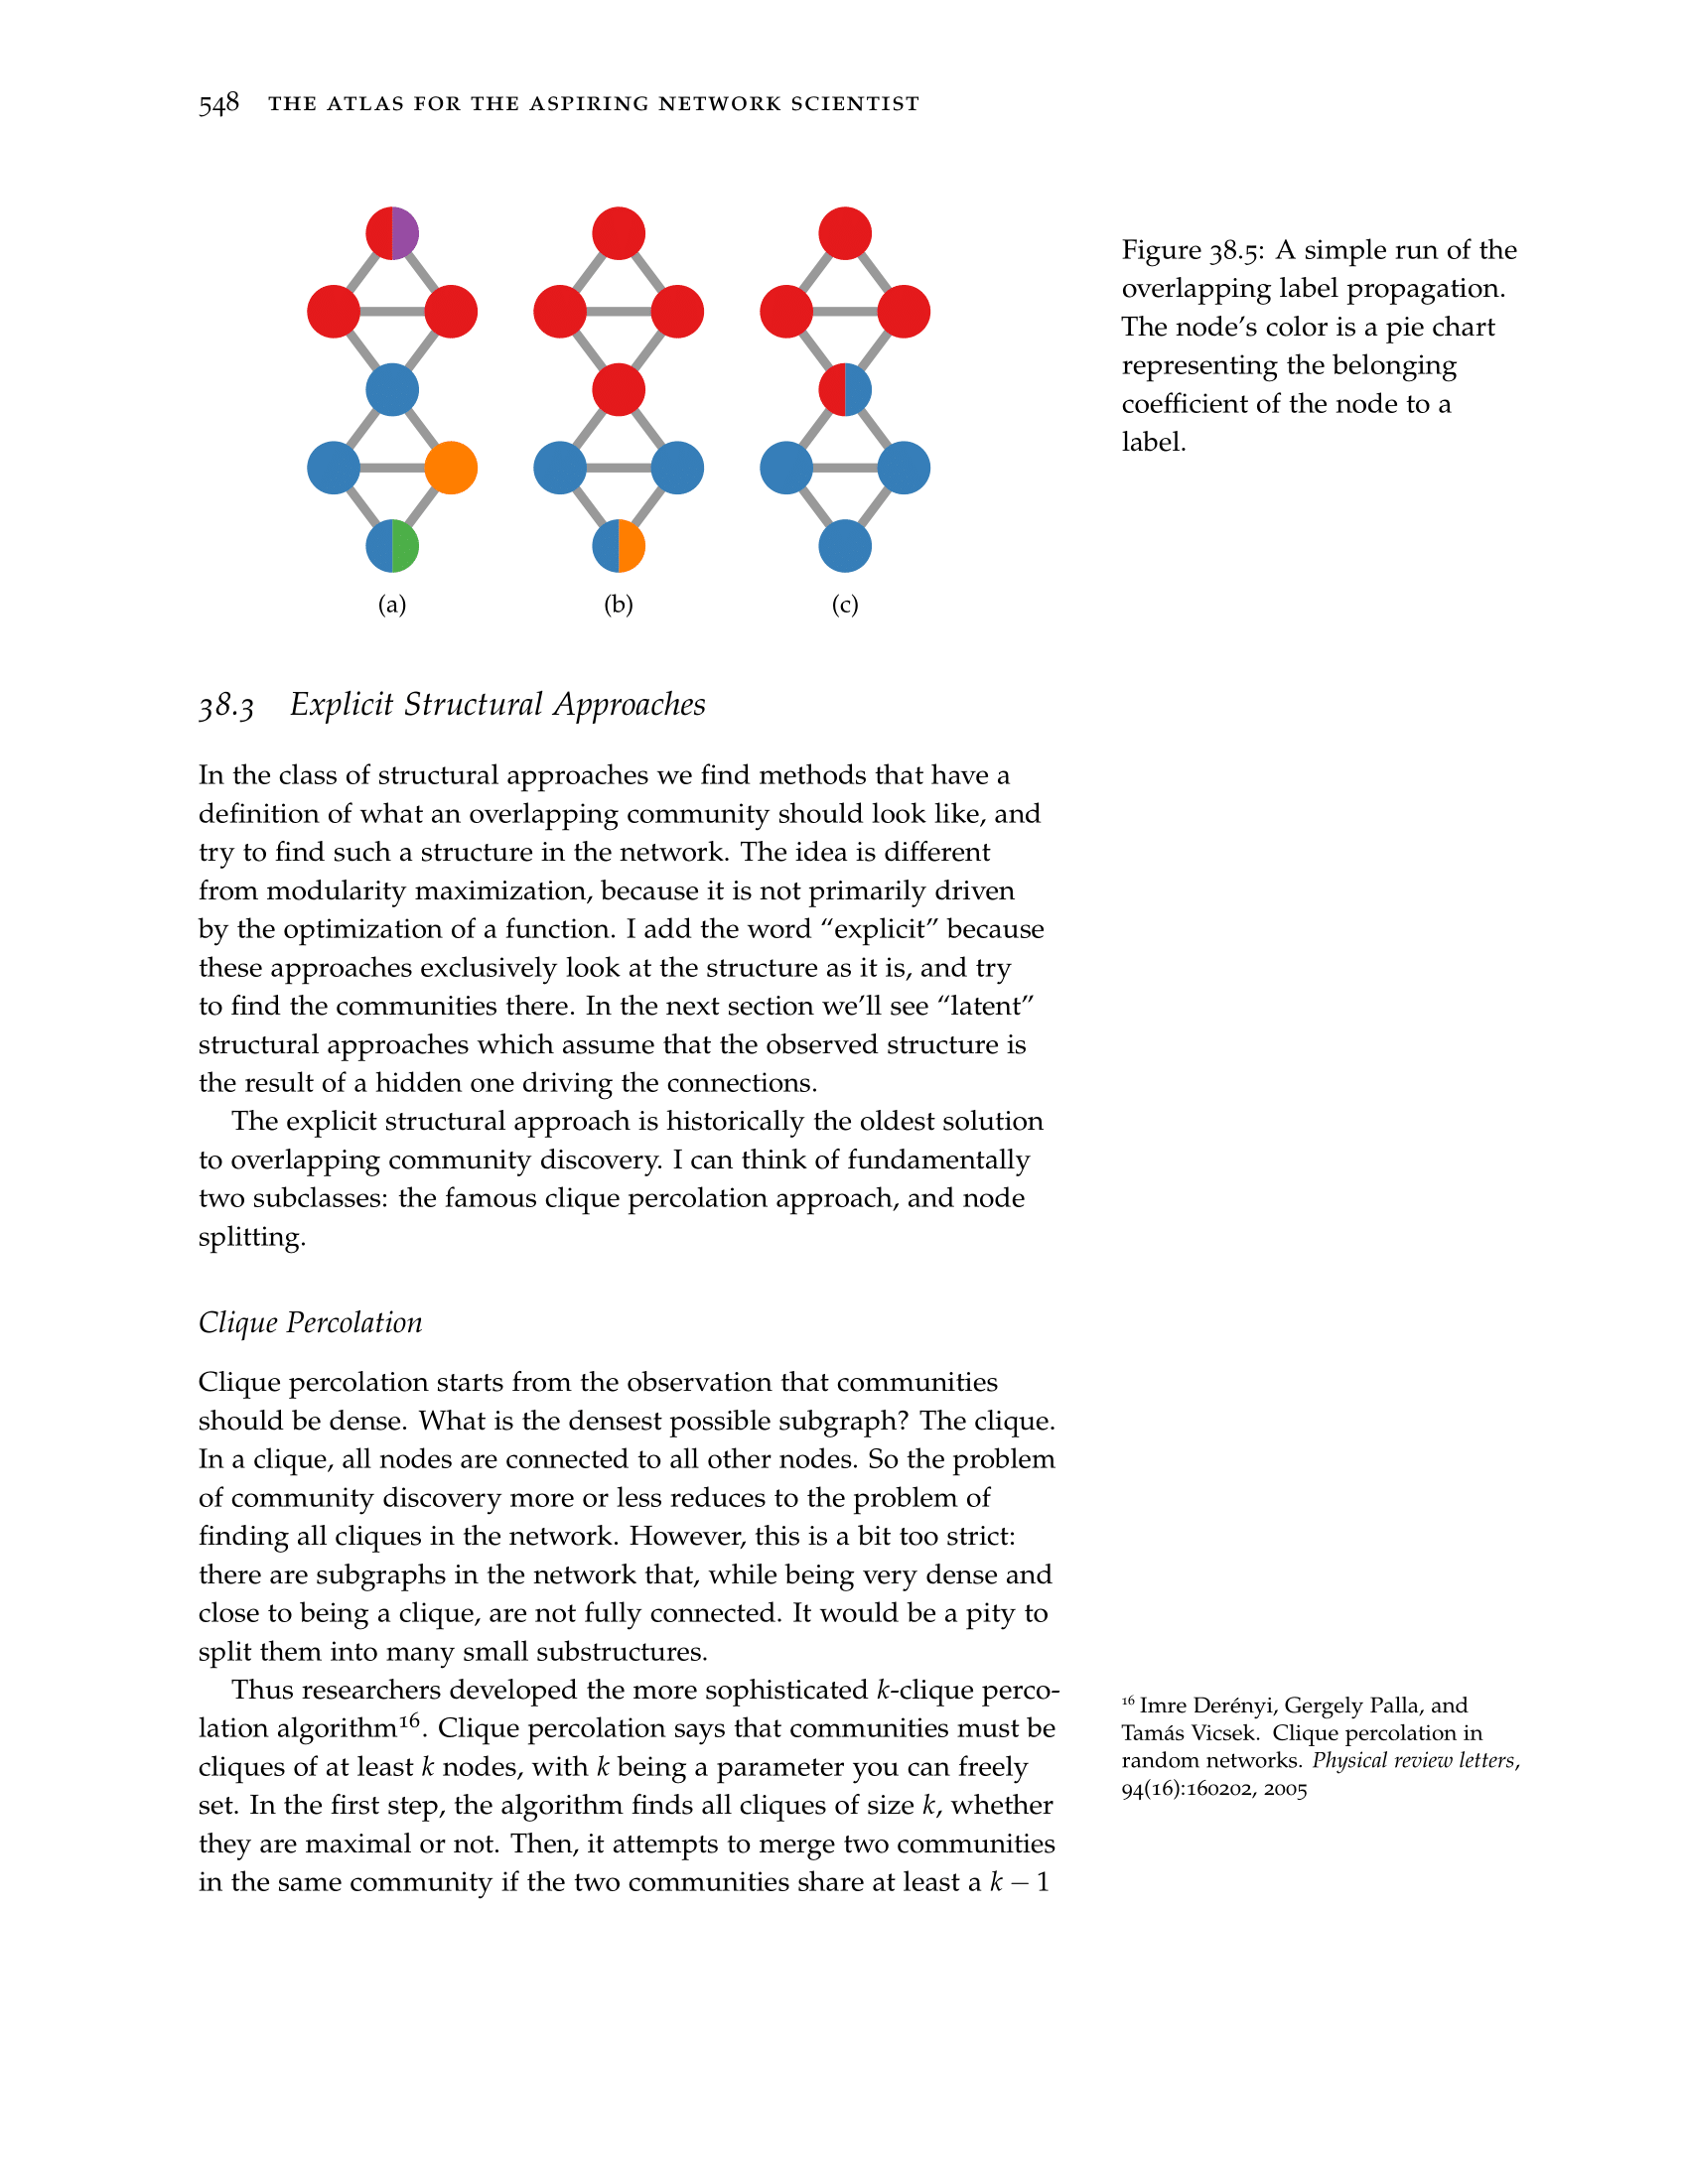 548 THE ATLAS FOR THE ASPIRING NETWORK SCIENTIST
(a) (b) (c)
Figure 38.5: A simple run of the
overlapping label propagation.
The node’s color is a pie chart
representing the belonging
coefficient of the node to a
label.
38.3 Explicit Structural Approaches
In the class of structural approaches we find methods that have a
definition of what an overlapping community should look like, and
try to find such a structure in the network. The idea is different
from modularity maximization, because it is not primarily driven
by the optimization of a function. I add the word “explicit” because
these approaches exclusively look at the structure as it is, and try
to find the communities there. In the next section we’ll see “latent”
structural approaches which assume that the observed structure is
the result of a hidden one driving the connections.
The explicit structural approach is historically the oldest solution
to overlapping community discovery. I can think of fundamentally
two subclasses: the famous clique percolation approach, and node
splitting.
Clique Percolation
Clique percolation starts from the observation that communities
should be dense. What is the densest possible subgraph? The clique.
In a clique, all nodes are connected to all other nodes. So the problem
of community discovery more or less reduces to the problem of
finding all cliques in the network. However, this is a bit too strict:
there are subgraphs in the network that, while being very dense and
close to being a clique, are not fully connected. It would be a pity to
split them into many small substructures.
Thus researchers developed the more sophisticated k-clique perco-
lation algorithm¹⁶. Clique percolation says that communities must be
cliques of at least k nodes, with k being a parameter you can freely
set. In the first step, the algorithm finds all cliques of size k, whether
they are maximal or not. Then, it attempts to merge two communities
in the same community if the two communities share at least a k − 1
¹⁶ Imre Derényi, Gergely Palla, and
Tamás Vicsek. Clique percolation in
random networks. Physical review letters,
94(16):160202, 2005